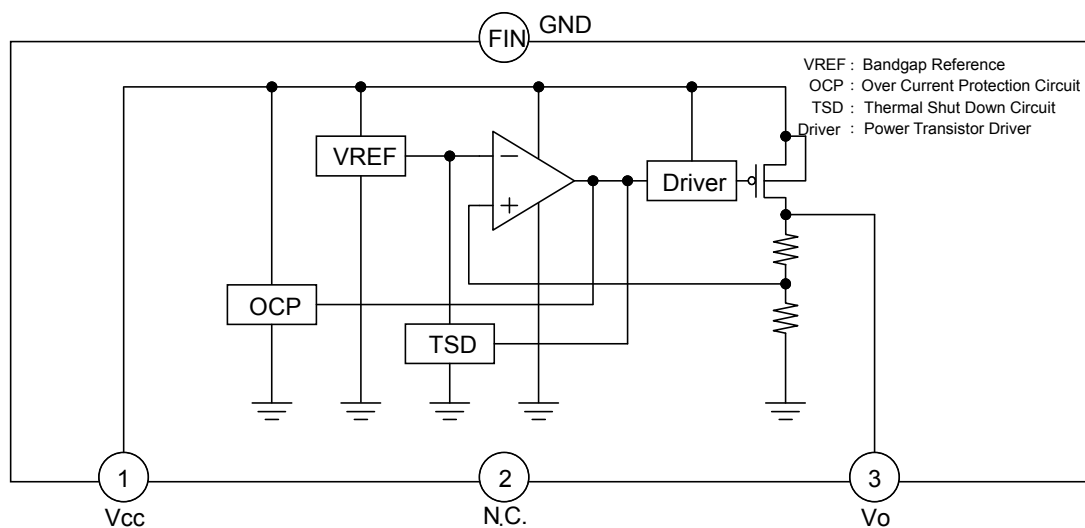 FIN GND
VREF : Bandgap Reference
OCP : Over Current Protection Circuit
TSD : Thermal Shut Down Circuit
Driver : Power Transistor Driver
VREF
−
+
Driver
OCP
TSD
1
2
3
Vcc
N.C.
Vo